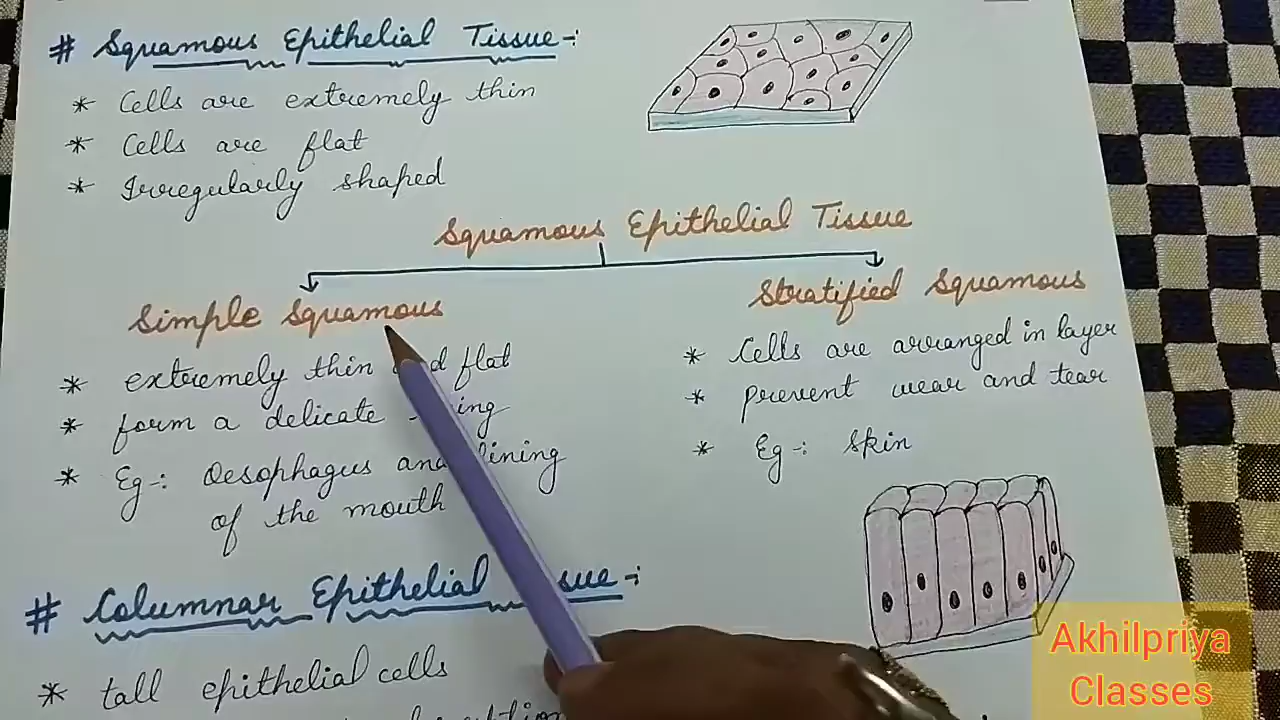 # Squamous Epithelial Tissue-:
* Cells are extremely thin
* Cells are flat
* Irregularly shaped
Squamous Epithelial Tissue
Simple Squamous
* extremely thin d flat
* form a delicate ing
* Eg-: Oesophagus and lining
of the mouth
Stratified Squamous
* Cells are arranged in layer
* prevent wear and tear
* Eg-: Skin
# Columnar Epithelial ssue-:
* tall epithelial cells
Akhilpriya
Classes